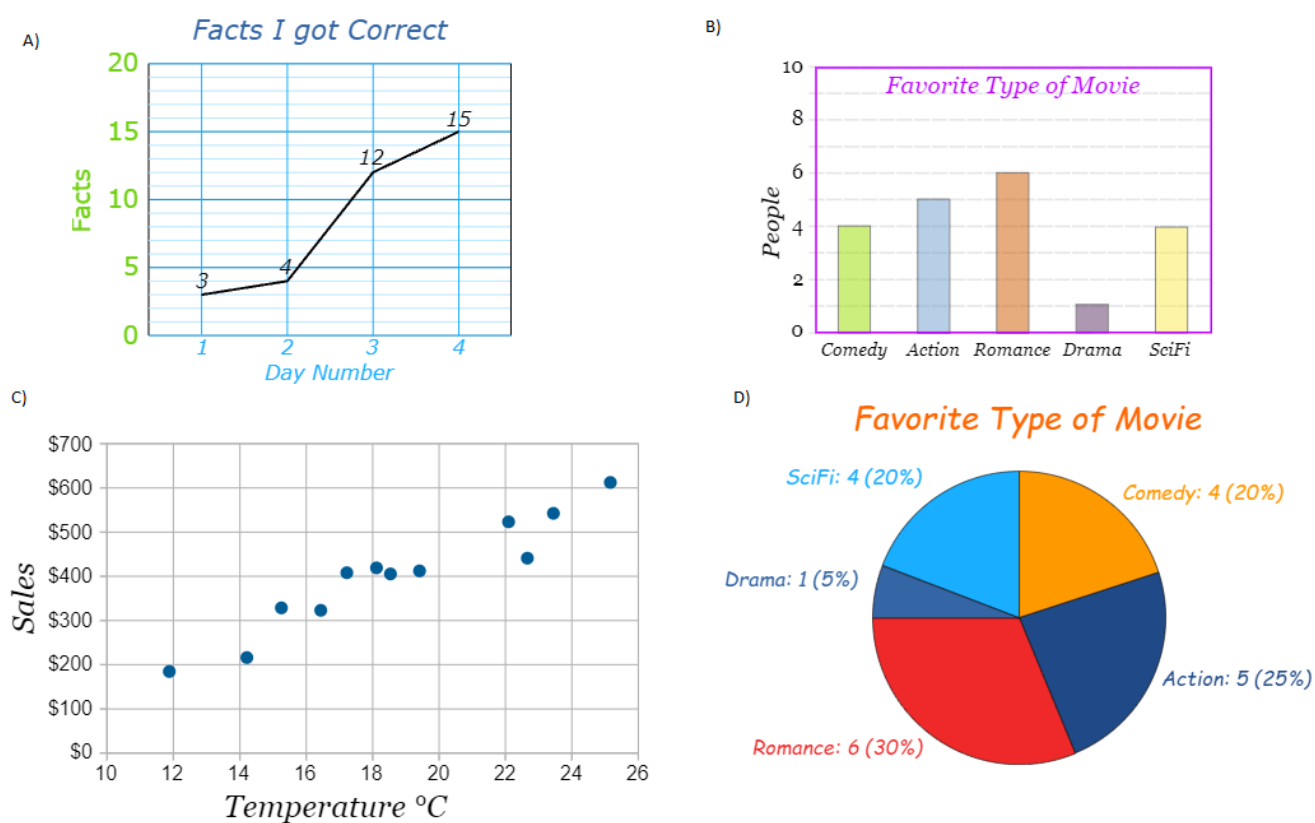 A)
Facts I got Correct
20
15
10
5
0
Facts
3
4
12
15
1 2 3 4
Day Number
B)
Favorite Type of Movie
10
8
6
4
2
0
People
Comedy Action Romance Drama SciFi
C)
$700
$600
$500
$400
$300
$200
$100
$0
Sales
10 12 14 16 18 20 22 24 26
Temperature °C
D)
Favorite Type of Movie
SciFi: 4 (20%)
Comedy: 4 (20%)
Drama: 1 (5%)
Action: 5 (25%)
Romance: 6 (30%)